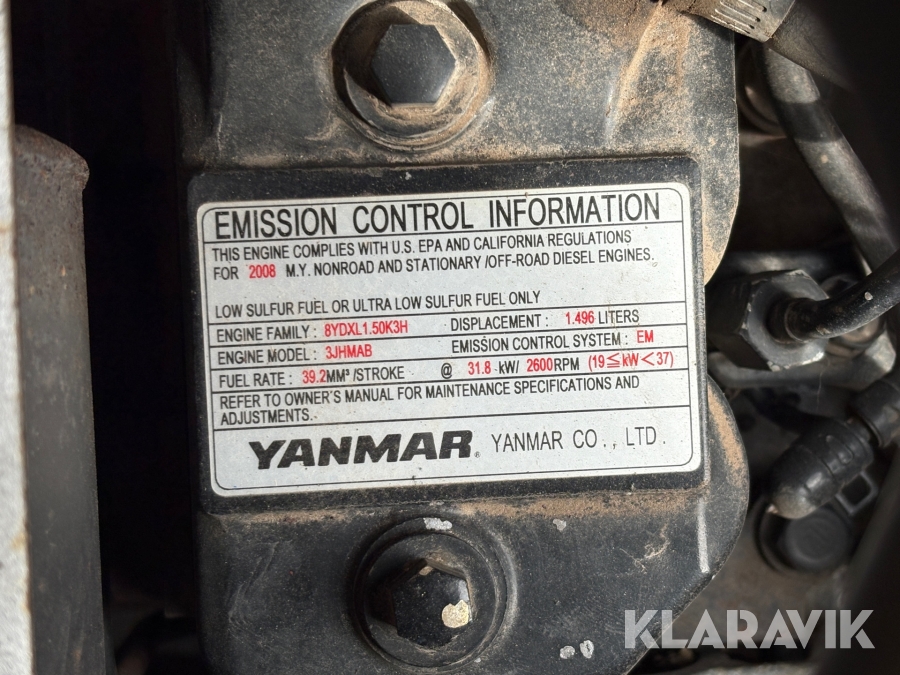 EMISSION CONTROL INFORMATION
THIS ENGINE COMPLIES WITH U.S. EPA AND CALIFORNIA REGULATIONS
FOR 2008 M.Y. NONROAD AND STATIONARY /OFF-ROAD DIESEL ENGINES.
LOW SULFUR FUEL OR ULTRA LOW SULFUR FUEL ONLY
ENGINE FAMILY : 8YDXL1.50K3H DISPLACEMENT : 1.496 LITERS
ENGINE MODEL : 3JHMAB EMISSION CONTROL SYSTEM : EM
FUEL RATE : 39.2MM³/STROKE @ 31.8 kW/ 2600RPM (19≦kW<37)
REFER TO OWNER'S MANUAL FOR MAINTENANCE SPECIFICATIONS AND
ADJUSTMENTS.
YANMAR® YANMAR CO., LTD.
KLARAVIK